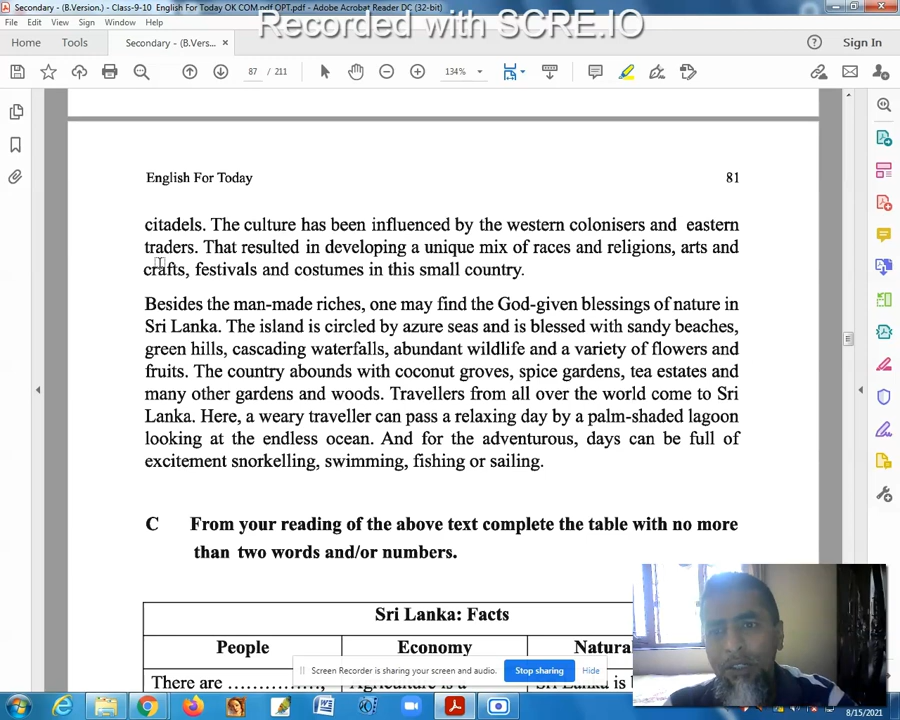 Secondary - (B.Version) - Class-9-10 English For Today OK COM.pdf OPT.pdf - Adobe Acrobat Reader DC (32-bit)
Recorded with SCRE.IO
Edit View Sign Window Help
Home Tools Secondary - (B.Vers... × Sign In
87 / 211 134%
English For Today 81
citadels. The culture has been influenced by the western colonisers and eastern
traders. That resulted in developing a unique mix of races and religions, arts and
crafts, festivals and costumes in this small country.
Besides the man-made riches, one may find the God-given blessings of nature in
Sri Lanka. The island is circled by azure seas and is blessed with sandy beaches,
green hills, cascading waterfalls, abundant wildlife and a variety of flowers and
fruits. The country abounds with coconut groves, spice gardens, tea estates and
many other gardens and woods. Travellers from all over the world come to Sri
Lanka. Here, a weary traveller can pass a relaxing day by a palm-shaded lagoon
looking at the endless ocean. And for the adventurous, days can be full of
excitement snorkelling, swimming, fishing or sailing.
C From your reading of the above text complete the table with no more
than two words and/or numbers.
Sri Lanka: Facts
People Economy Natura
There are ……………, Agriculture is a Sri Lanka is b
Screen Recorder is sharing your screen and audio. Stop sharing Hide
8/15/2021